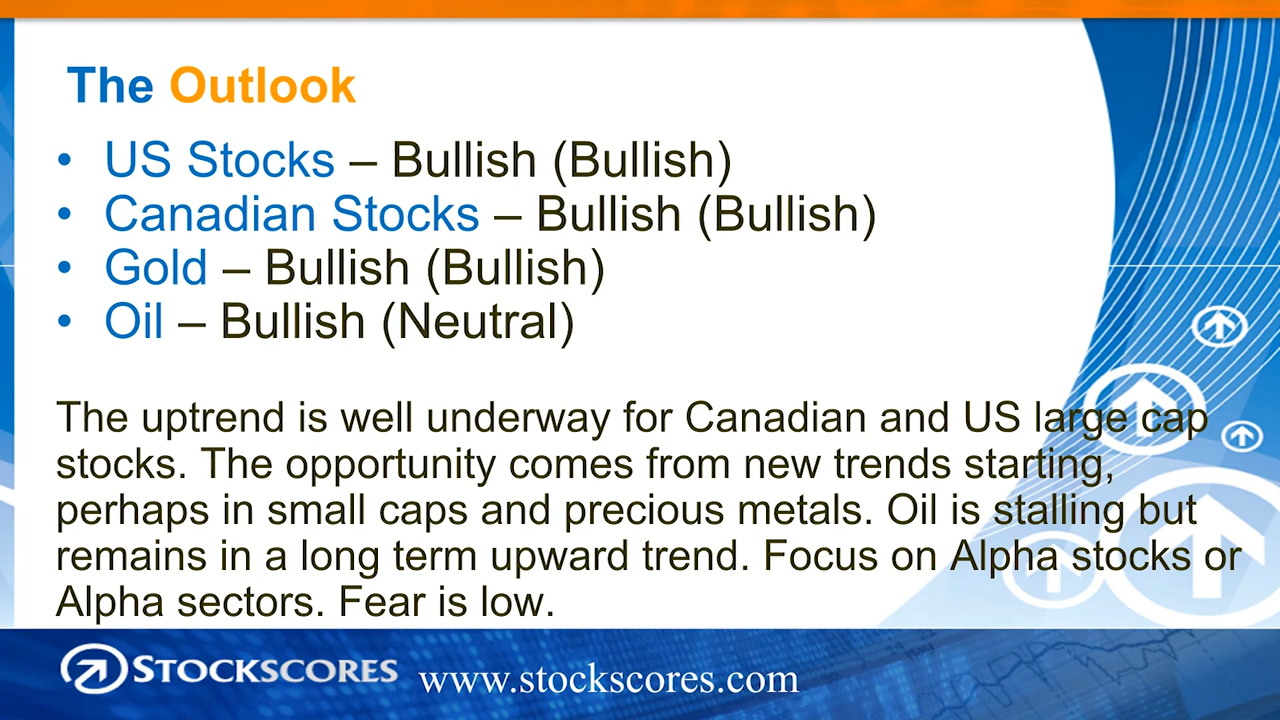 The Outlook
• US Stocks – Bullish (Bullish)
• Canadian Stocks – Bullish (Bullish)
• Gold – Bullish (Bullish)
• Oil – Bullish (Neutral)
The uptrend is well underway for Canadian and US large cap
stocks. The opportunity comes from new trends starting,
perhaps in small caps and precious metals. Oil is stalling but
remains in a long term upward trend. Focus on Alpha stocks or
Alpha sectors. Fear is low.
STOCKSCORES www.stockscores.com